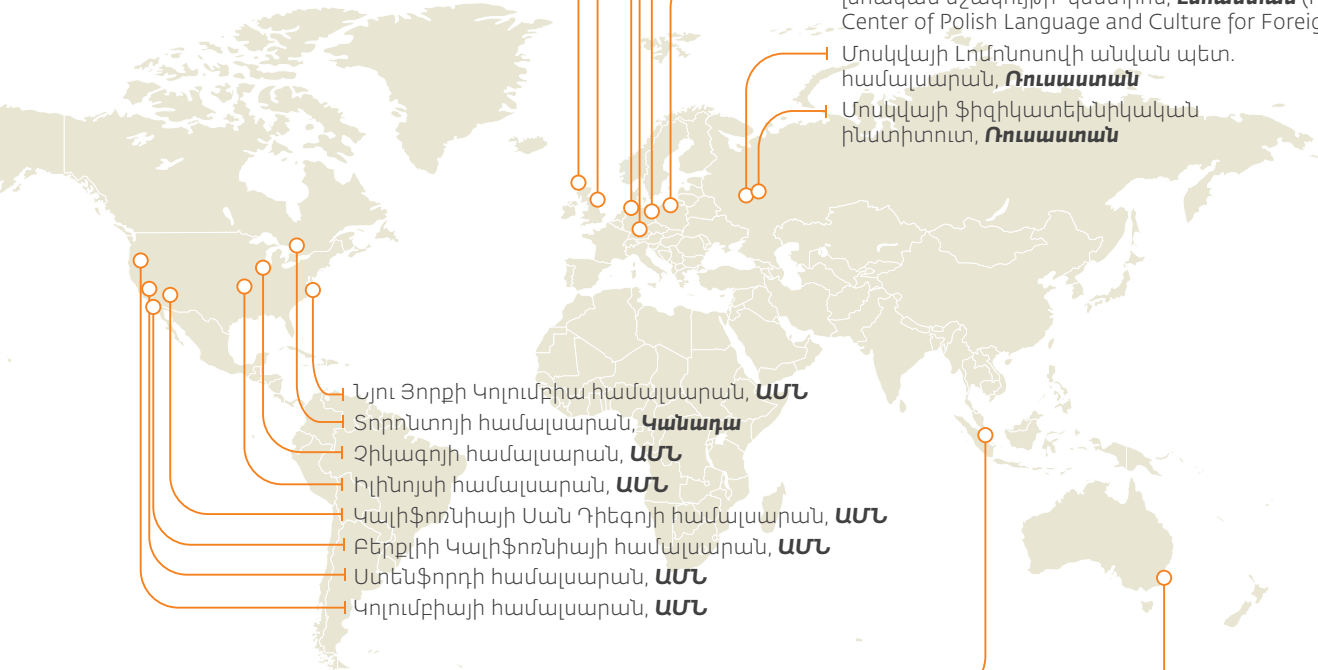 Center of Polish Language and Culture for Foreig
Մոսկվայի Լոմոնոսովի անվան պետ.
համալսարան, Ռուսաստան
Մոսկվայի ֆիզիկատեխնիկական
ինստիտուտ, Ռուսաստան
Նյու Յորքի Կոլումբիա համալսարան, ԱՄՆ
Տորոնտոյի համալսարան, Կանադա
Չիկագոյի համալսարան, ԱՄՆ
Իլինոյսի համալսարան, ԱՄՆ
Կալիֆոռնիայի Սան Դիեգոյի համալսարան, ԱՄՆ
Բերքլիի Կալիֆոռնիայի համալսարան, ԱՄՆ
Ստենֆորդի համալսարան, ԱՄՆ
Կոլումբիայի համալսարան, ԱՄՆ